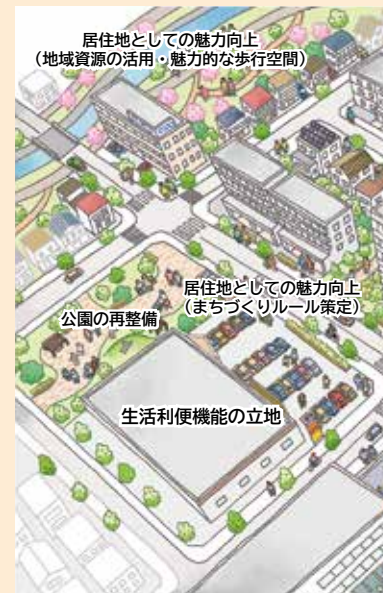 居住地としての魅力向上
(地域資源の活用・魅力的な歩行空間)
居住地としての魅力向上
(まちづくりルール策定)
公園の再整備
生活利便機能の立地